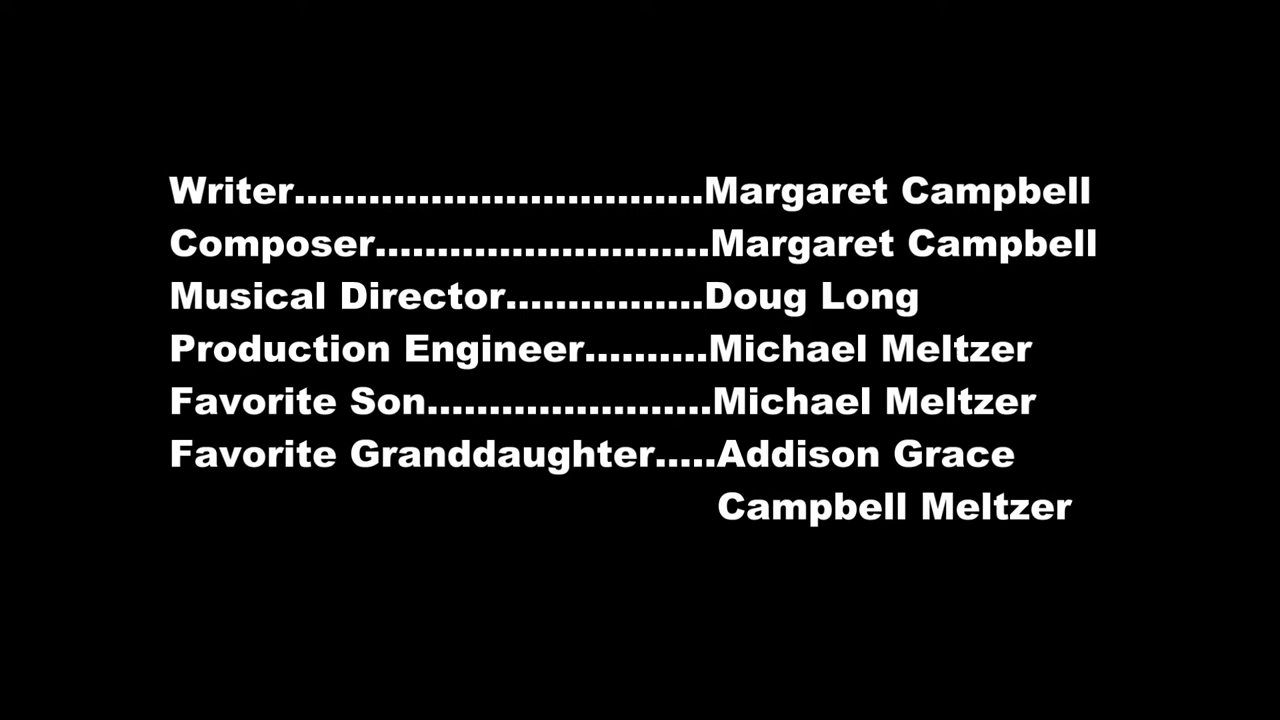 Writer.................................Margaret Campbell
Composer...........................Margaret Campbell
Musical Director................Doug Long
Production Engineer..........Michael Meltzer
Favorite Son.......................Michael Meltzer
Favorite Granddaughter.....Addison Grace
Campbell Meltzer